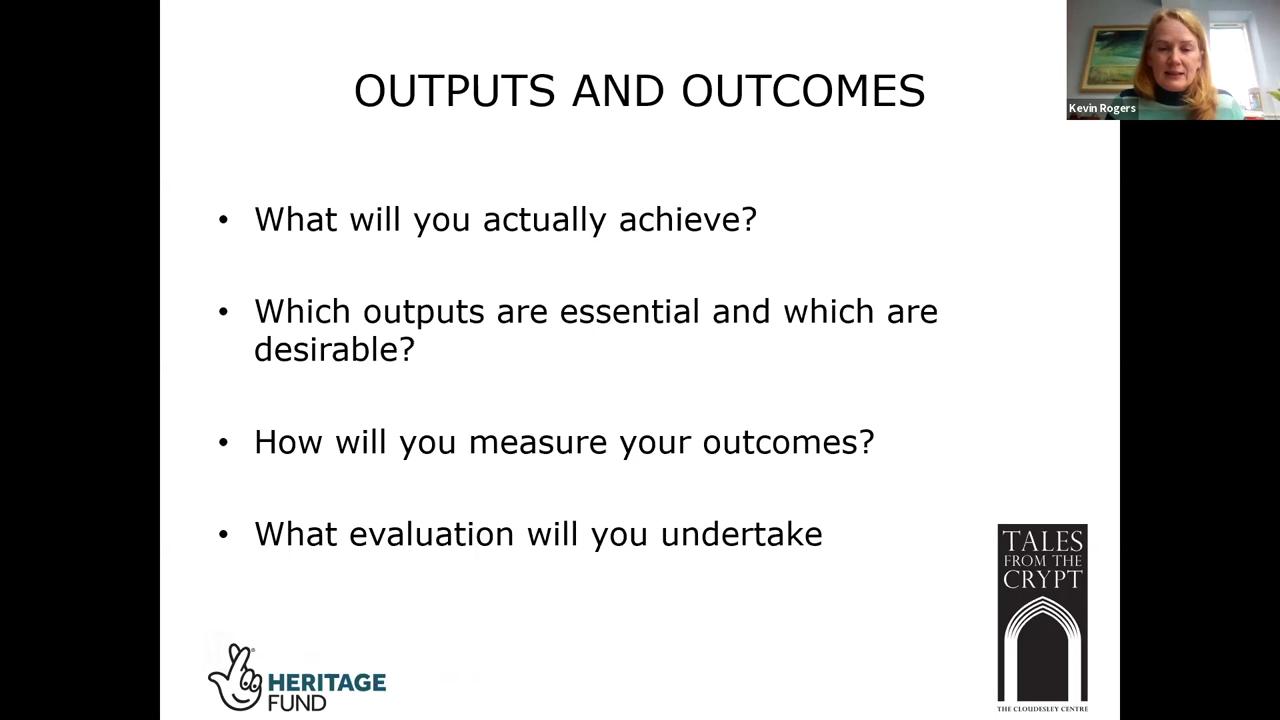 OUTPUTS AND OUTCOMES
Kevin Rogers
• What will you actually achieve?
• Which outputs are essential and which are
desirable?
• How will you measure your outcomes?
• What evaluation will you undertake
TALES
FROM THE
CRYPT
THE CLOUDESLEY CENTRE
HERITAGE
FUND